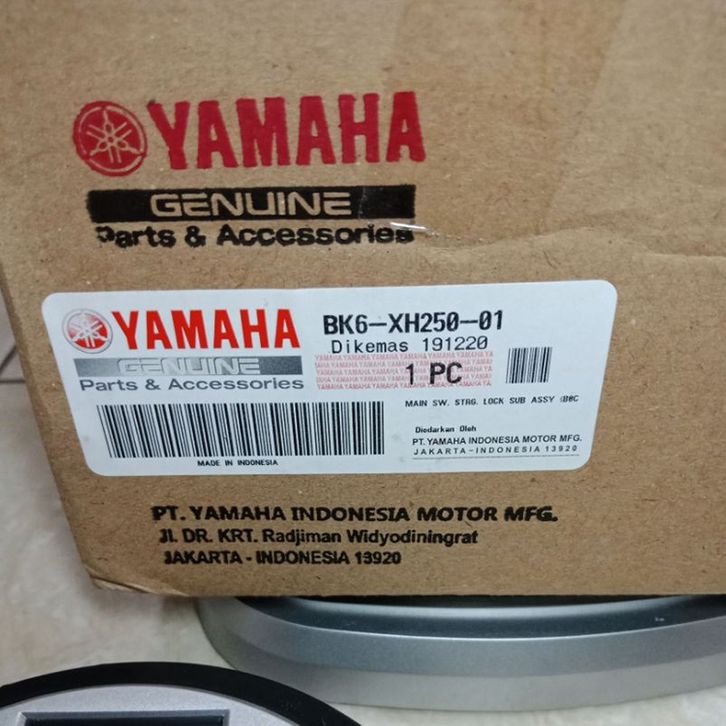 YAMAHA
GENUINE
Parts & Accessories
YAMAHA
GENUINE
Parts & Accessories
BK6-XH250-01
Dikemas 191220
1 PC
MAIN SW. STRG. LOCK SUB ASSY
Diedarkan Oleh
PT. YAMAHA INDONESIA MOTOR MFG.
JAKARTA-INDONESIA 13920
MADE IN INDONESIA
PT. YAMAHA INDONESIA MOTOR MFG.
Jl. DR. KRT. Radjiman Widyodiningrat
JAKARTA - INDONESIA 13920